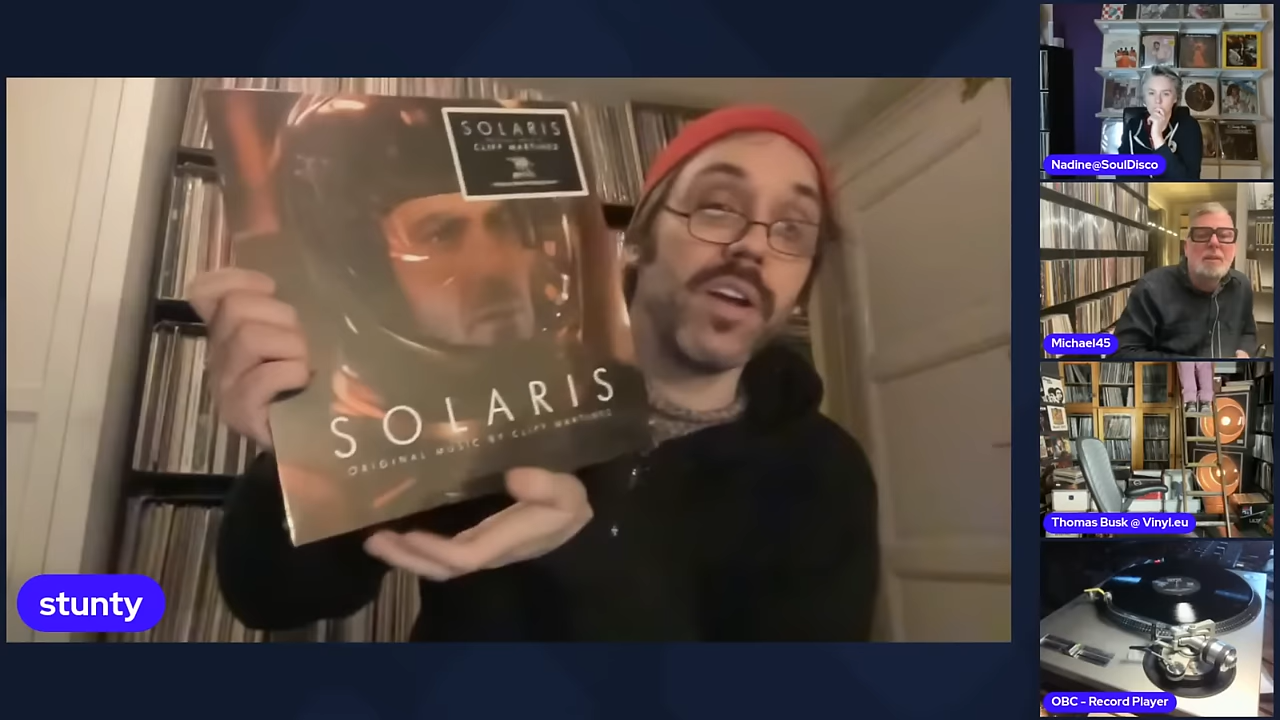 SOLARIS
CLIFF MARTINEZ
SOLARIS
ORIGINAL MUSIC BY CLIFF MARTINEZ
stunty
Nadine@SoulDisco
Michael45
Thomas Busk @ Vinyl.eu
OBC - Record Player